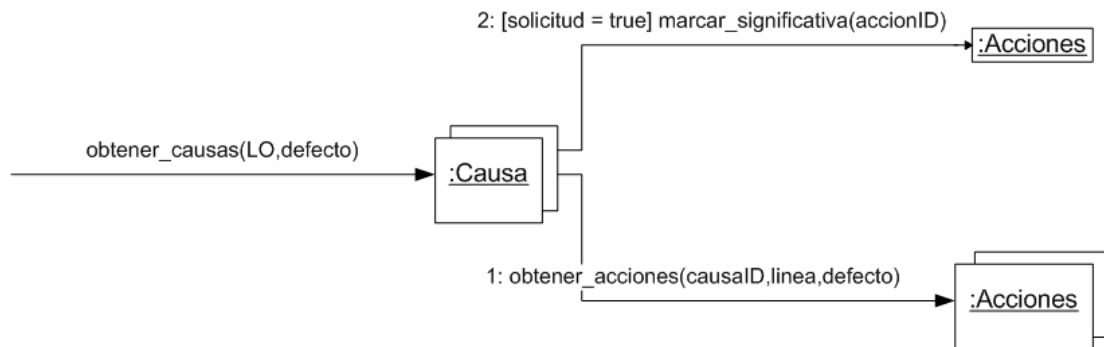 2: [solicitud = true] marcar_significativa(accionID)
:Acciones
obtener_causas(LO,defecto)
:Causa
1: obtener_acciones(causaID,linea,defecto)
:Acciones